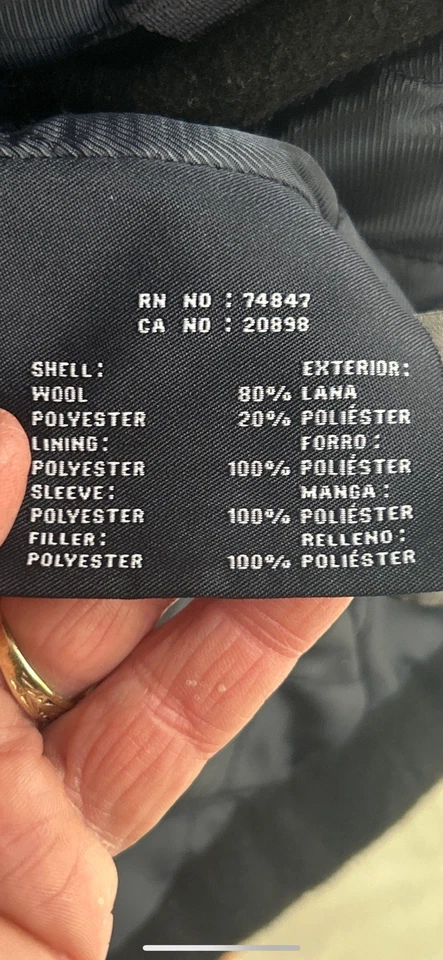 RN NO : 74847
CA NO : 20898
SHELL: EXTERIOR:
WOOL 80% LANA
POLYESTER 20% POLIÉSTER
LINING: FORRO:
POLYESTER 100% POLIÉSTER
SLEEVE: MANGA:
POLYESTER 100% POLIÉSTER
FILLER: RELLENO:
POLYESTER 100% POLIÉSTER